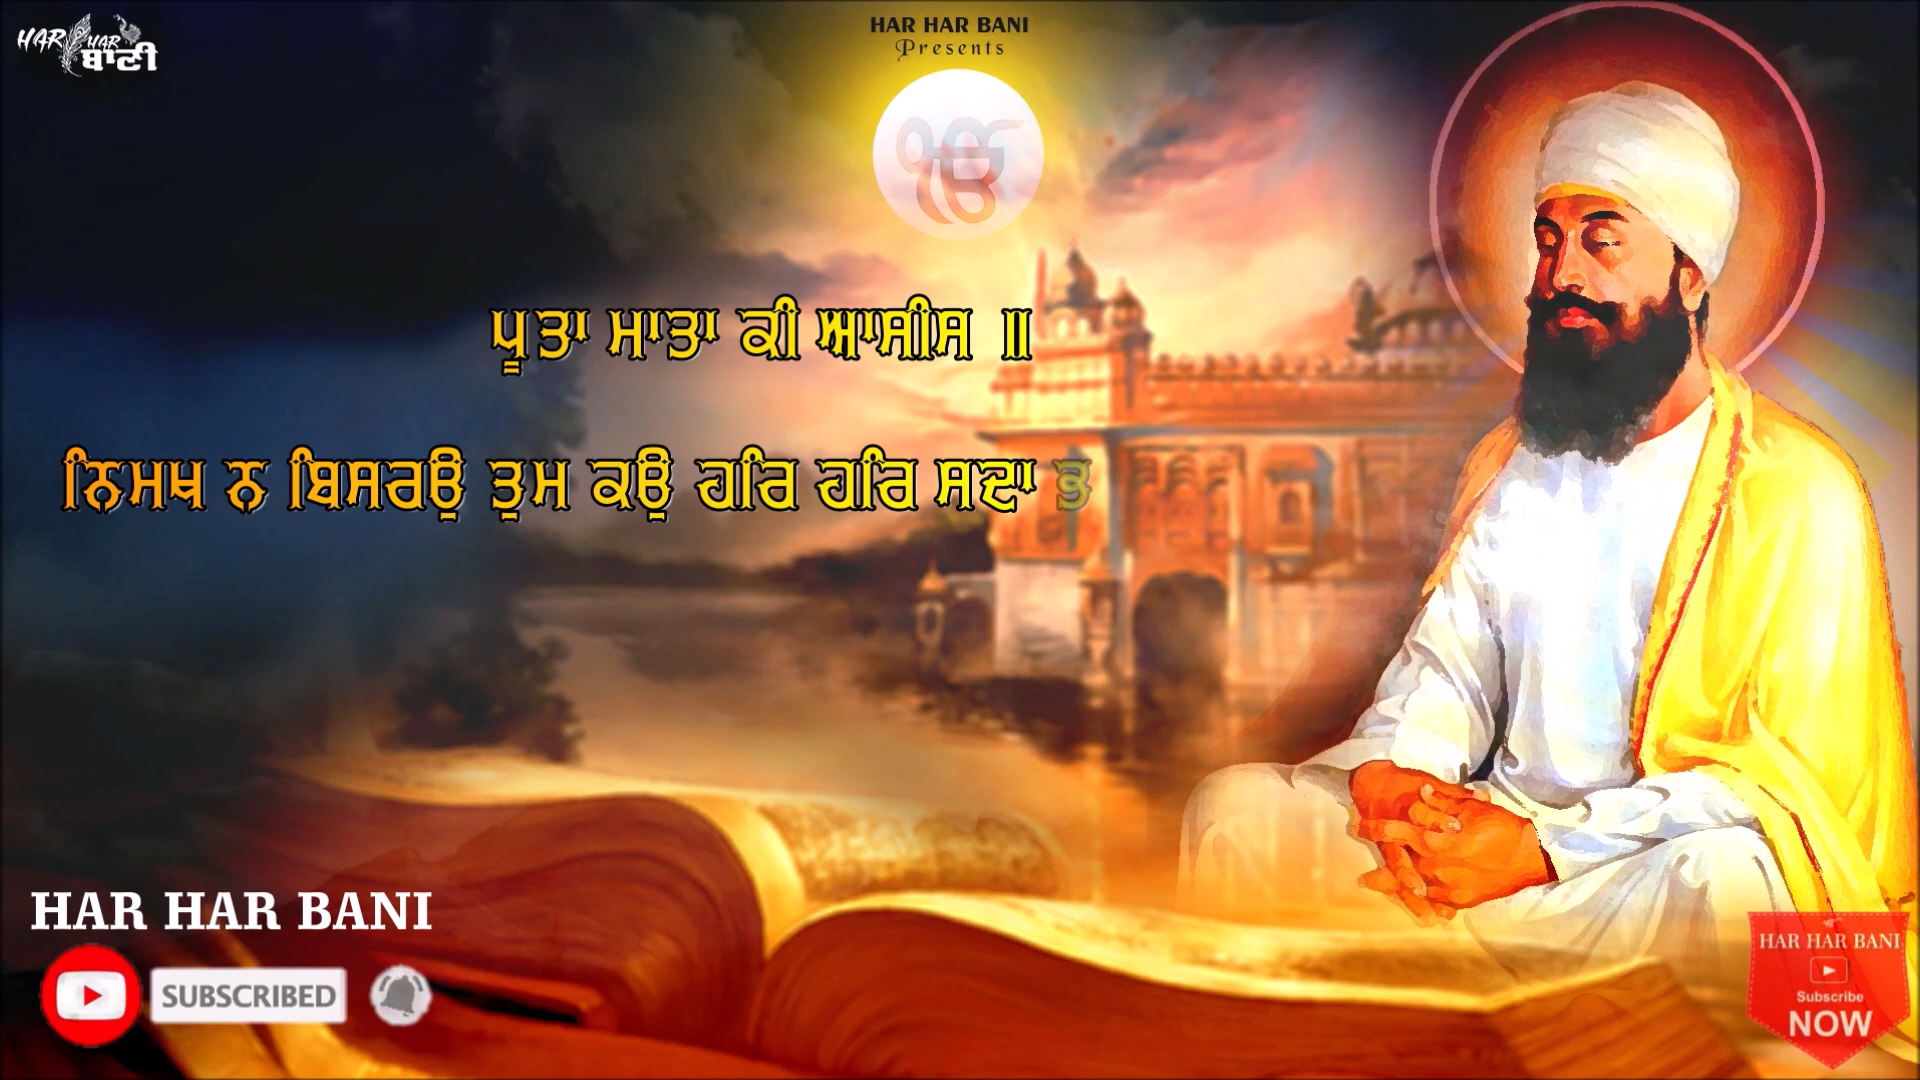 HAR HAR ਬਾਣੀ
HAR HAR BANI
Presents
ੴ
ਪੂਤਾ ਮਾਤਾ ਕੀ ਆਸੀਸ ॥
ਨਿਮਖ ਨ ਬਿਸਰਉ ਤੁਮ ਕਉ ਹਰਿ ਹਰਿ ਸਦਾ ਭ
HAR HAR BANI
SUBSCRIBED
HAR HAR BANI
Subscribe
NOW